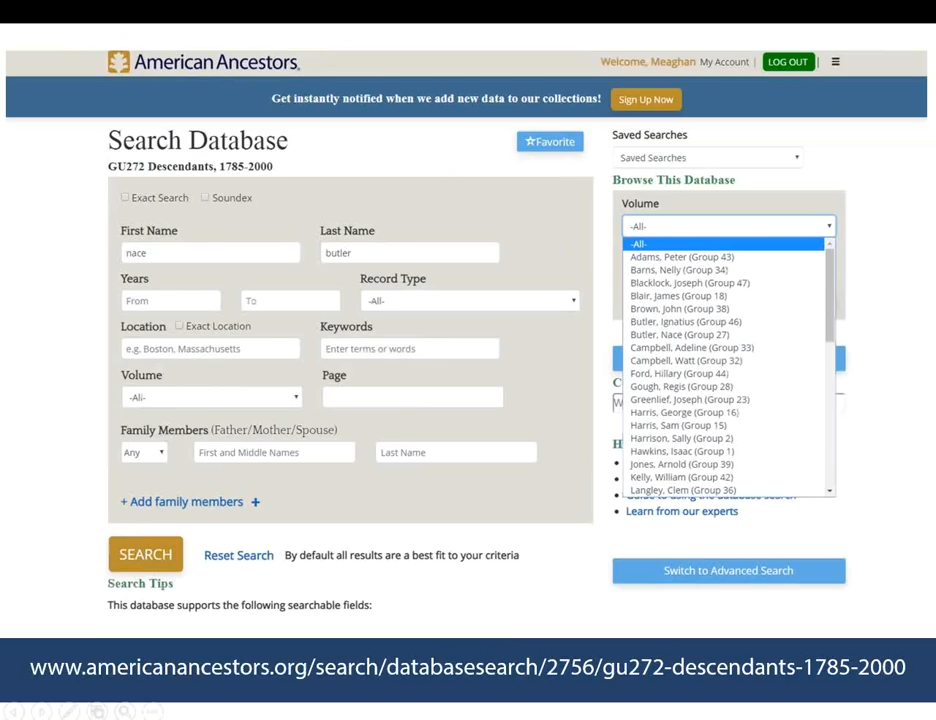 American Ancestors
Welcome, Meaghan My Account | LOG OUT |
Get instantly notified when we add new data to our collections! Sign Up Now
Search Database
☆Favorite
GU272 Descendants, 1785-2000
Exact Search Soundex
First Name Last Name
nace butler
Years Record Type
From To -All-
Location Exact Location Keywords
e.g. Boston, Massachusetts Enter terms or words
Volume Page
-All-
Family Members (Father/Mother/Spouse)
Any First and Middle Names Last Name
+ Add family members +
SEARCH Reset Search By default all results are a best fit to your criteria
Search Tips
This database supports the following searchable fields:
Saved Searches
Saved Searches
Browse This Database
Volume
-All-
-All-
Adams, Peter (Group 43)
Barns, Nelly (Group 34)
Blacklock, Joseph (Group 47)
Blair, James (Group 18)
Brown, John (Group 38)
Butler, Ignatius (Group 46)
Butler, Nace (Group 27)
Campbell, Adeline (Group 33)
Campbell, Watt (Group 32)
Ford, Hillary (Group 44)
Gough, Regis (Group 28)
Greenlief, Joseph (Group 23)
Harris, George (Group 16)
Harris, Sam (Group 15)
Harrison, Sally (Group 2)
Hawkins, Isaac (Group 1)
Jones, Arnold (Group 39)
Kelly, William (Group 42)
Langley, Clem (Group 36)
Learn from our experts
Switch to Advanced Search
www.americanancestors.org/search/databasesearch/2756/gu272-descendants-1785-2000